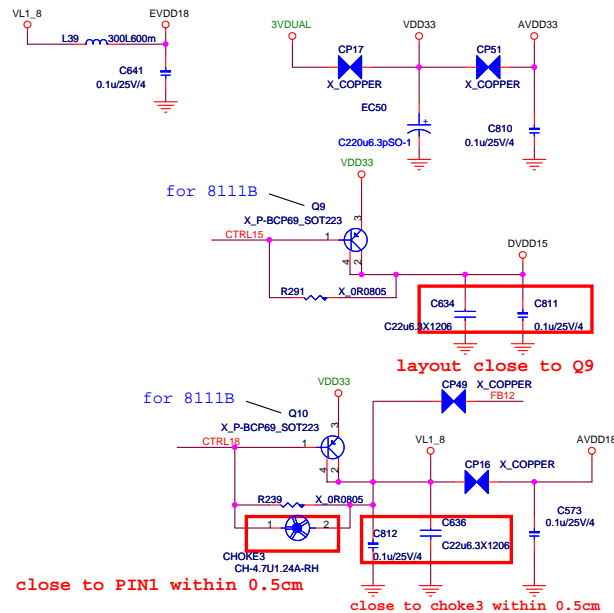 VL1_8
EVDD18
L39
300L600m
C641
0.1u/25V/4
3VDUAL
VDD33
AVDD33
CP17
CP51
X_COPPER
X_COPPER
EC50
C220u6.3pSO-1
C810
0.1u/25V/4
VDD33
for 8111B
Q9
X_P-BCP69_SOT223
3
CTRL15
1
4
2
DVDD15
R291
X_0R0805
C634
C811
C22u6.3X1206
0.1u/25V/4
layout close to Q9
VDD33
CP49
X_COPPER
FB12
for 8111B
Q10
X_P-BCP69_SOT223
3
CTRL18
1
4
2
VL1_8
AVDD18
CP16
X_COPPER
R239
X_0R0805
1
2
CHOKE3
CH-4.7U1.24A-RH
C812
0.1u/25V/4
C636
C22u6.3X1206
C573
0.1u/25V/4
close to PIN1 within 0.5cm
close to choke3 within 0.5cm